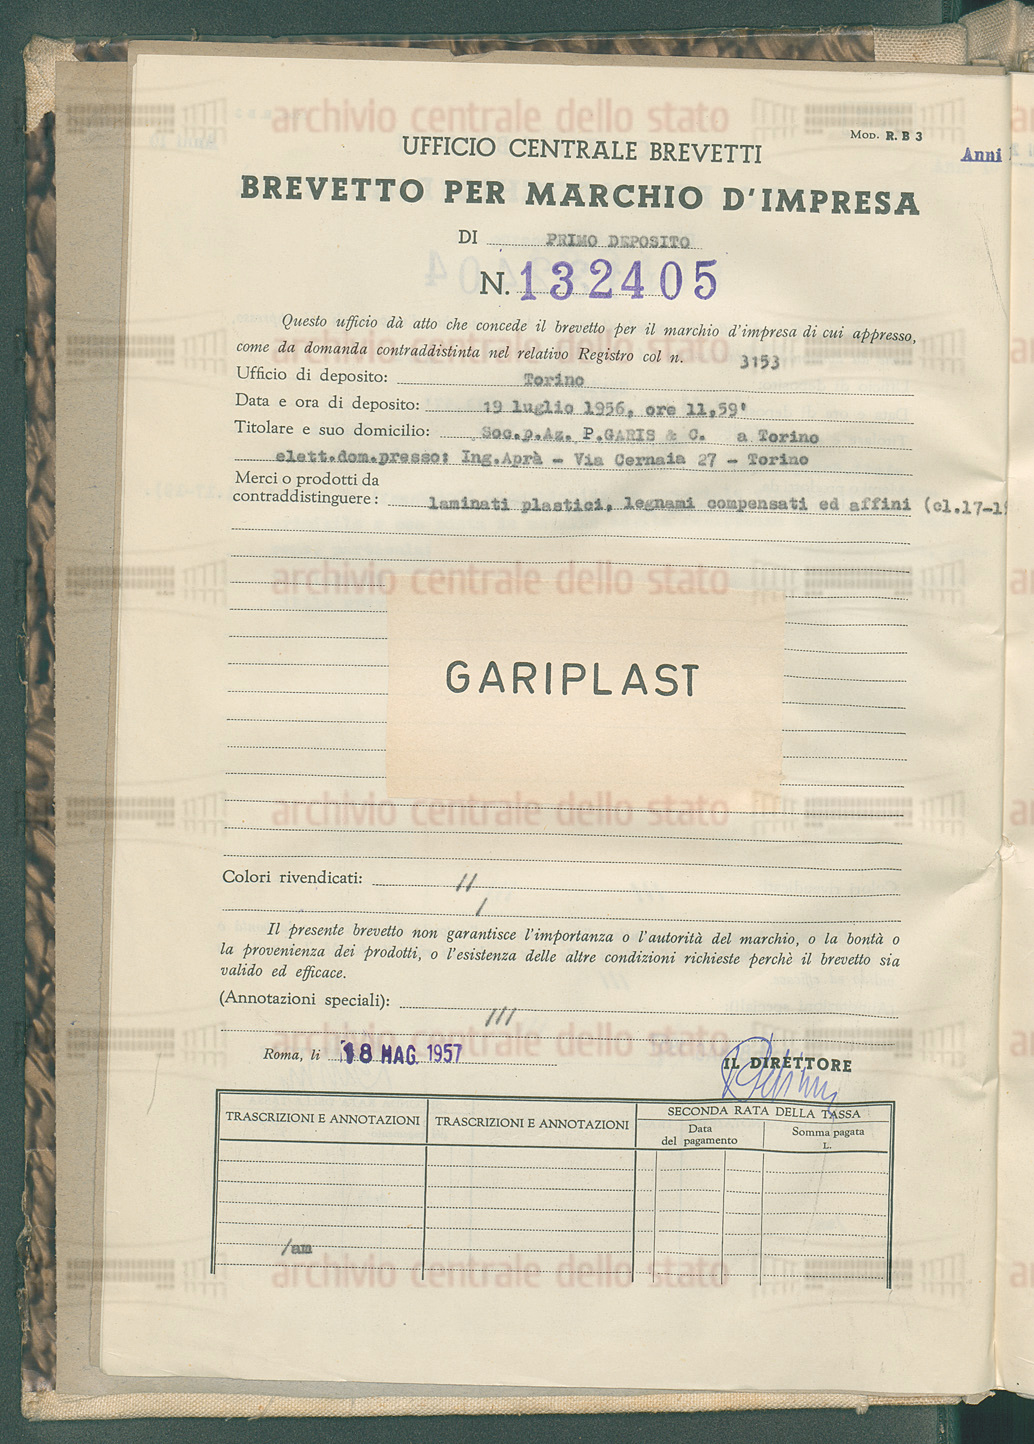 Mod. R. B 3
Anni
UFFICIO CENTRALE BREVETTI
BREVETTO PER MARCHIO D'IMPRESA
DI PRIMO DEPOSITO
N. 132405
Questo ufficio dà atto che concede il brevetto per il marchio d'impresa di cui appresso,
come da domanda contraddistinta nel relativo Registro col n. 3153
Ufficio di deposito: Torino
Data e ora di deposito: 19 luglio 1956, ore 11,59'
Titolare e suo domicilio: Soc.p.Az. P.GARIS & C. a Torino
elett.dom.presso: Ing.Aprà - Via Cernaia 27 - Torino
Merci o prodotti da
contraddistinguere: laminati plastici, legnami compensati ed affini (cl.17-1
archivio centrale dello stato
GARIPLAST
archivio centrale dello stato
Colori rivendicati: //
/
Il presente brevetto non garantisce l'importanza o l'autorità del marchio, o la bontà o
la provenienza dei prodotti, o l'esistenza delle altre condizioni richieste perchè il brevetto sia
valido ed efficace.
(Annotazioni speciali): ///
Roma, li 18 MAG. 1957
IL DIRETTORE
TRASCRIZIONI E ANNOTAZIONI TRASCRIZIONI E ANNOTAZIONI SECONDA RATA DELLA TASSA
Data del pagamento Somma pagata L.
/am
archivio centrale dello stato